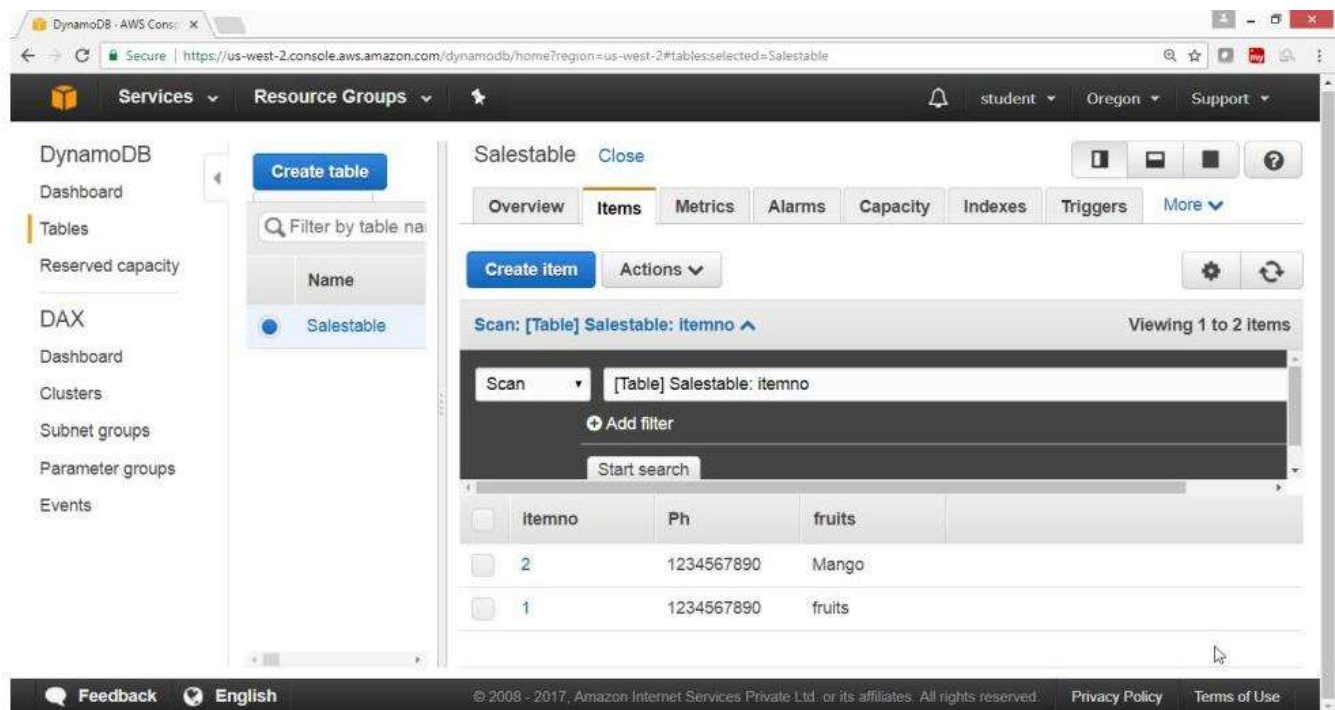 DynamoDB - AWS Cons
Secure | https://us-west-2.console.aws.amazon.com/dynamodb/home?region=us-west-2#tables:selected=Salestable
my
Services Resource Groups student Oregon Support
DynamoDB
Dashboard
Tables
Reserved capacity
DAX
Dashboard
Clusters
Subnet groups
Parameter groups
Events
Create table
Filter by table na
Name
Salestable
Salestable Close
Overview Items Metrics Alarms Capacity Indexes Triggers More
Create item Actions
Scan: [Table] Salestable: itemno Viewing 1 to 2 items
Scan [Table] Salestable: itemno
Add filter
Start search
itemno Ph fruits
2 1234567890 Mango
1 1234567890 fruits
Feedback English © 2008 - 2017, Amazon Internet Services Private Ltd. or its affiliates. All rights reserved. Privacy Policy Terms of Use